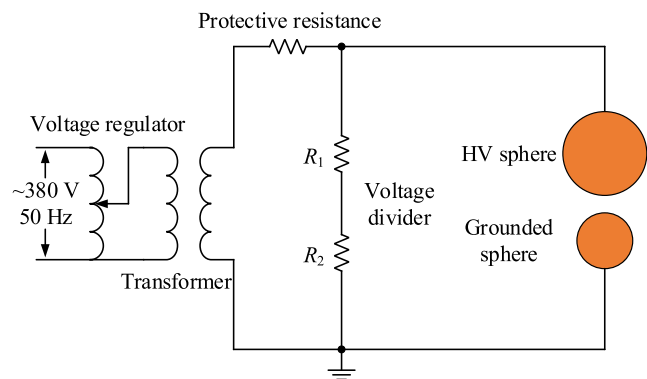 Protective resistance
Voltage regulator
~380 V
50 Hz
Transformer
R1
R2
Voltage
divider
HV sphere
Grounded
sphere